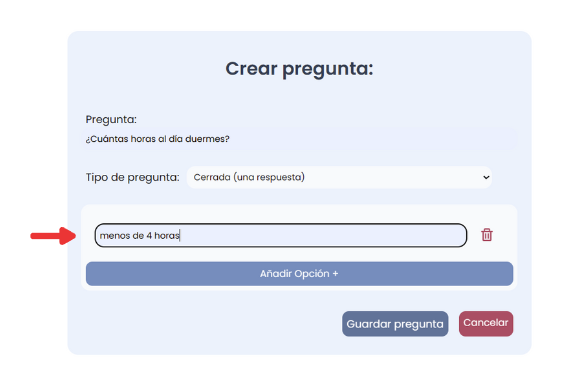 Crear pregunta:
Pregunta:
¿Cuántas horas al día duermes?
Tipo de pregunta: Cerrada (una respuesta)
menos de 4 horas
Añadir Opción +
Guardar pregunta Cancelar